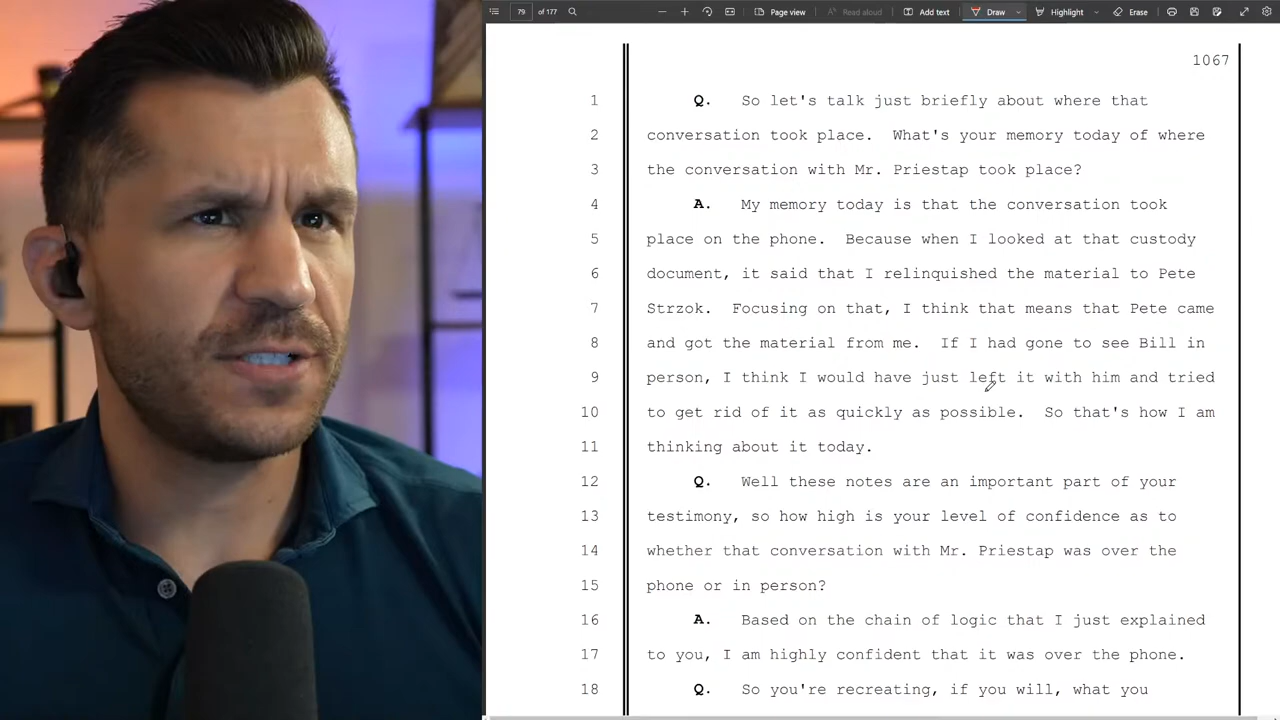 79 of 177 Page view Read aloud Add text Draw Highlight Erase
1067
1 Q. So let's talk just briefly about where that
2 conversation took place. What's your memory today of where
3 the conversation with Mr. Priestap took place?
4 A. My memory today is that the conversation took
5 place on the phone. Because when I looked at that custody
6 document, it said that I relinquished the material to Pete
7 Strzok. Focusing on that, I think that means that Pete came
8 and got the material from me. If I had gone to see Bill in
9 person, I think I would have just left it with him and tried
10 to get rid of it as quickly as possible. So that's how I am
11 thinking about it today.
12 Q. Well these notes are an important part of your
13 testimony, so how high is your level of confidence as to
14 whether that conversation with Mr. Priestap was over the
15 phone or in person?
16 A. Based on the chain of logic that I just explained
17 to you, I am highly confident that it was over the phone.
18 Q. So you're recreating, if you will, what you